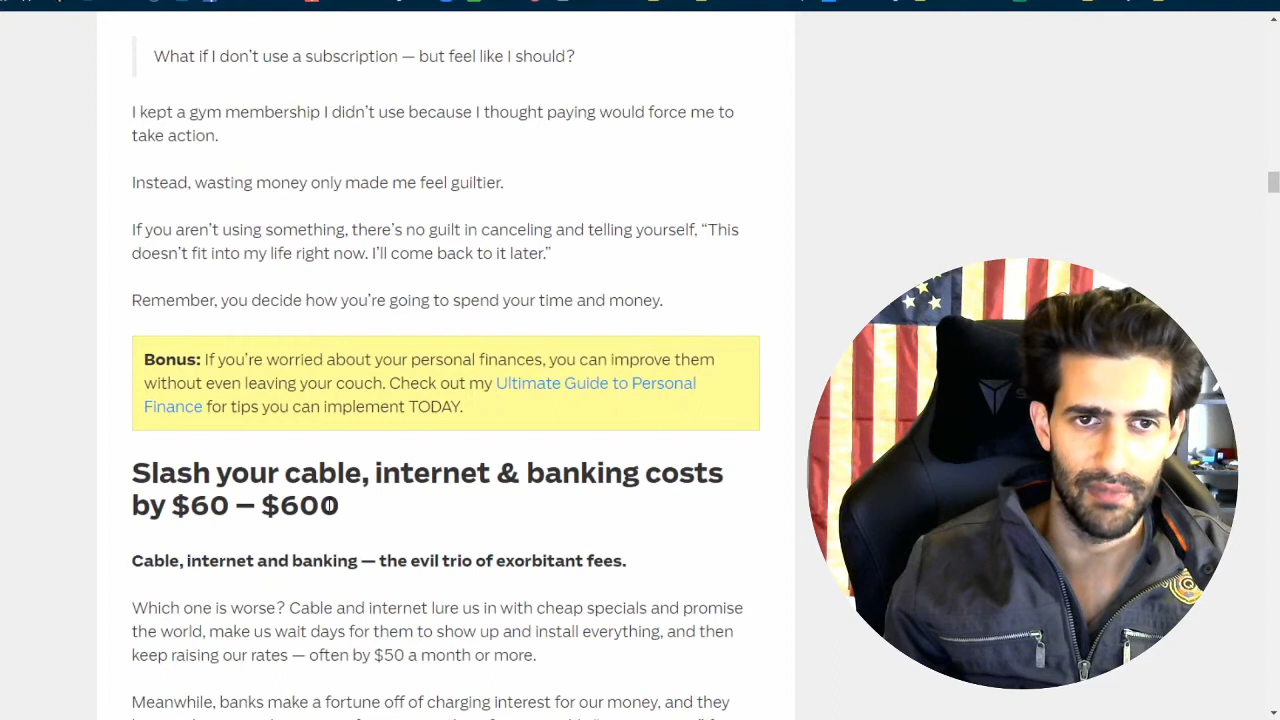 What if I don’t use a subscription — but feel like I should?
I kept a gym membership I didn’t use because I thought paying would force me to
take action.
Instead, wasting money only made me feel guiltier.
If you aren’t using something, there’s no guilt in canceling and telling yourself, “This
doesn’t fit into my life right now. I’ll come back to it later.”
Remember, you decide how you’re going to spend your time and money.
Bonus: If you’re worried about your personal finances, you can improve them
without even leaving your couch. Check out my Ultimate Guide to Personal
Finance for tips you can implement TODAY.
Slash your cable, internet & banking costs
by $60 – $600
Cable, internet and banking — the evil trio of exorbitant fees.
Which one is worse? Cable and internet lure us in with cheap specials and promise
the world, make us wait days for them to show up and install everything, and then
keep raising our rates — often by $50 a month or more.
Meanwhile, banks make a fortune off of charging interest for our money, and they